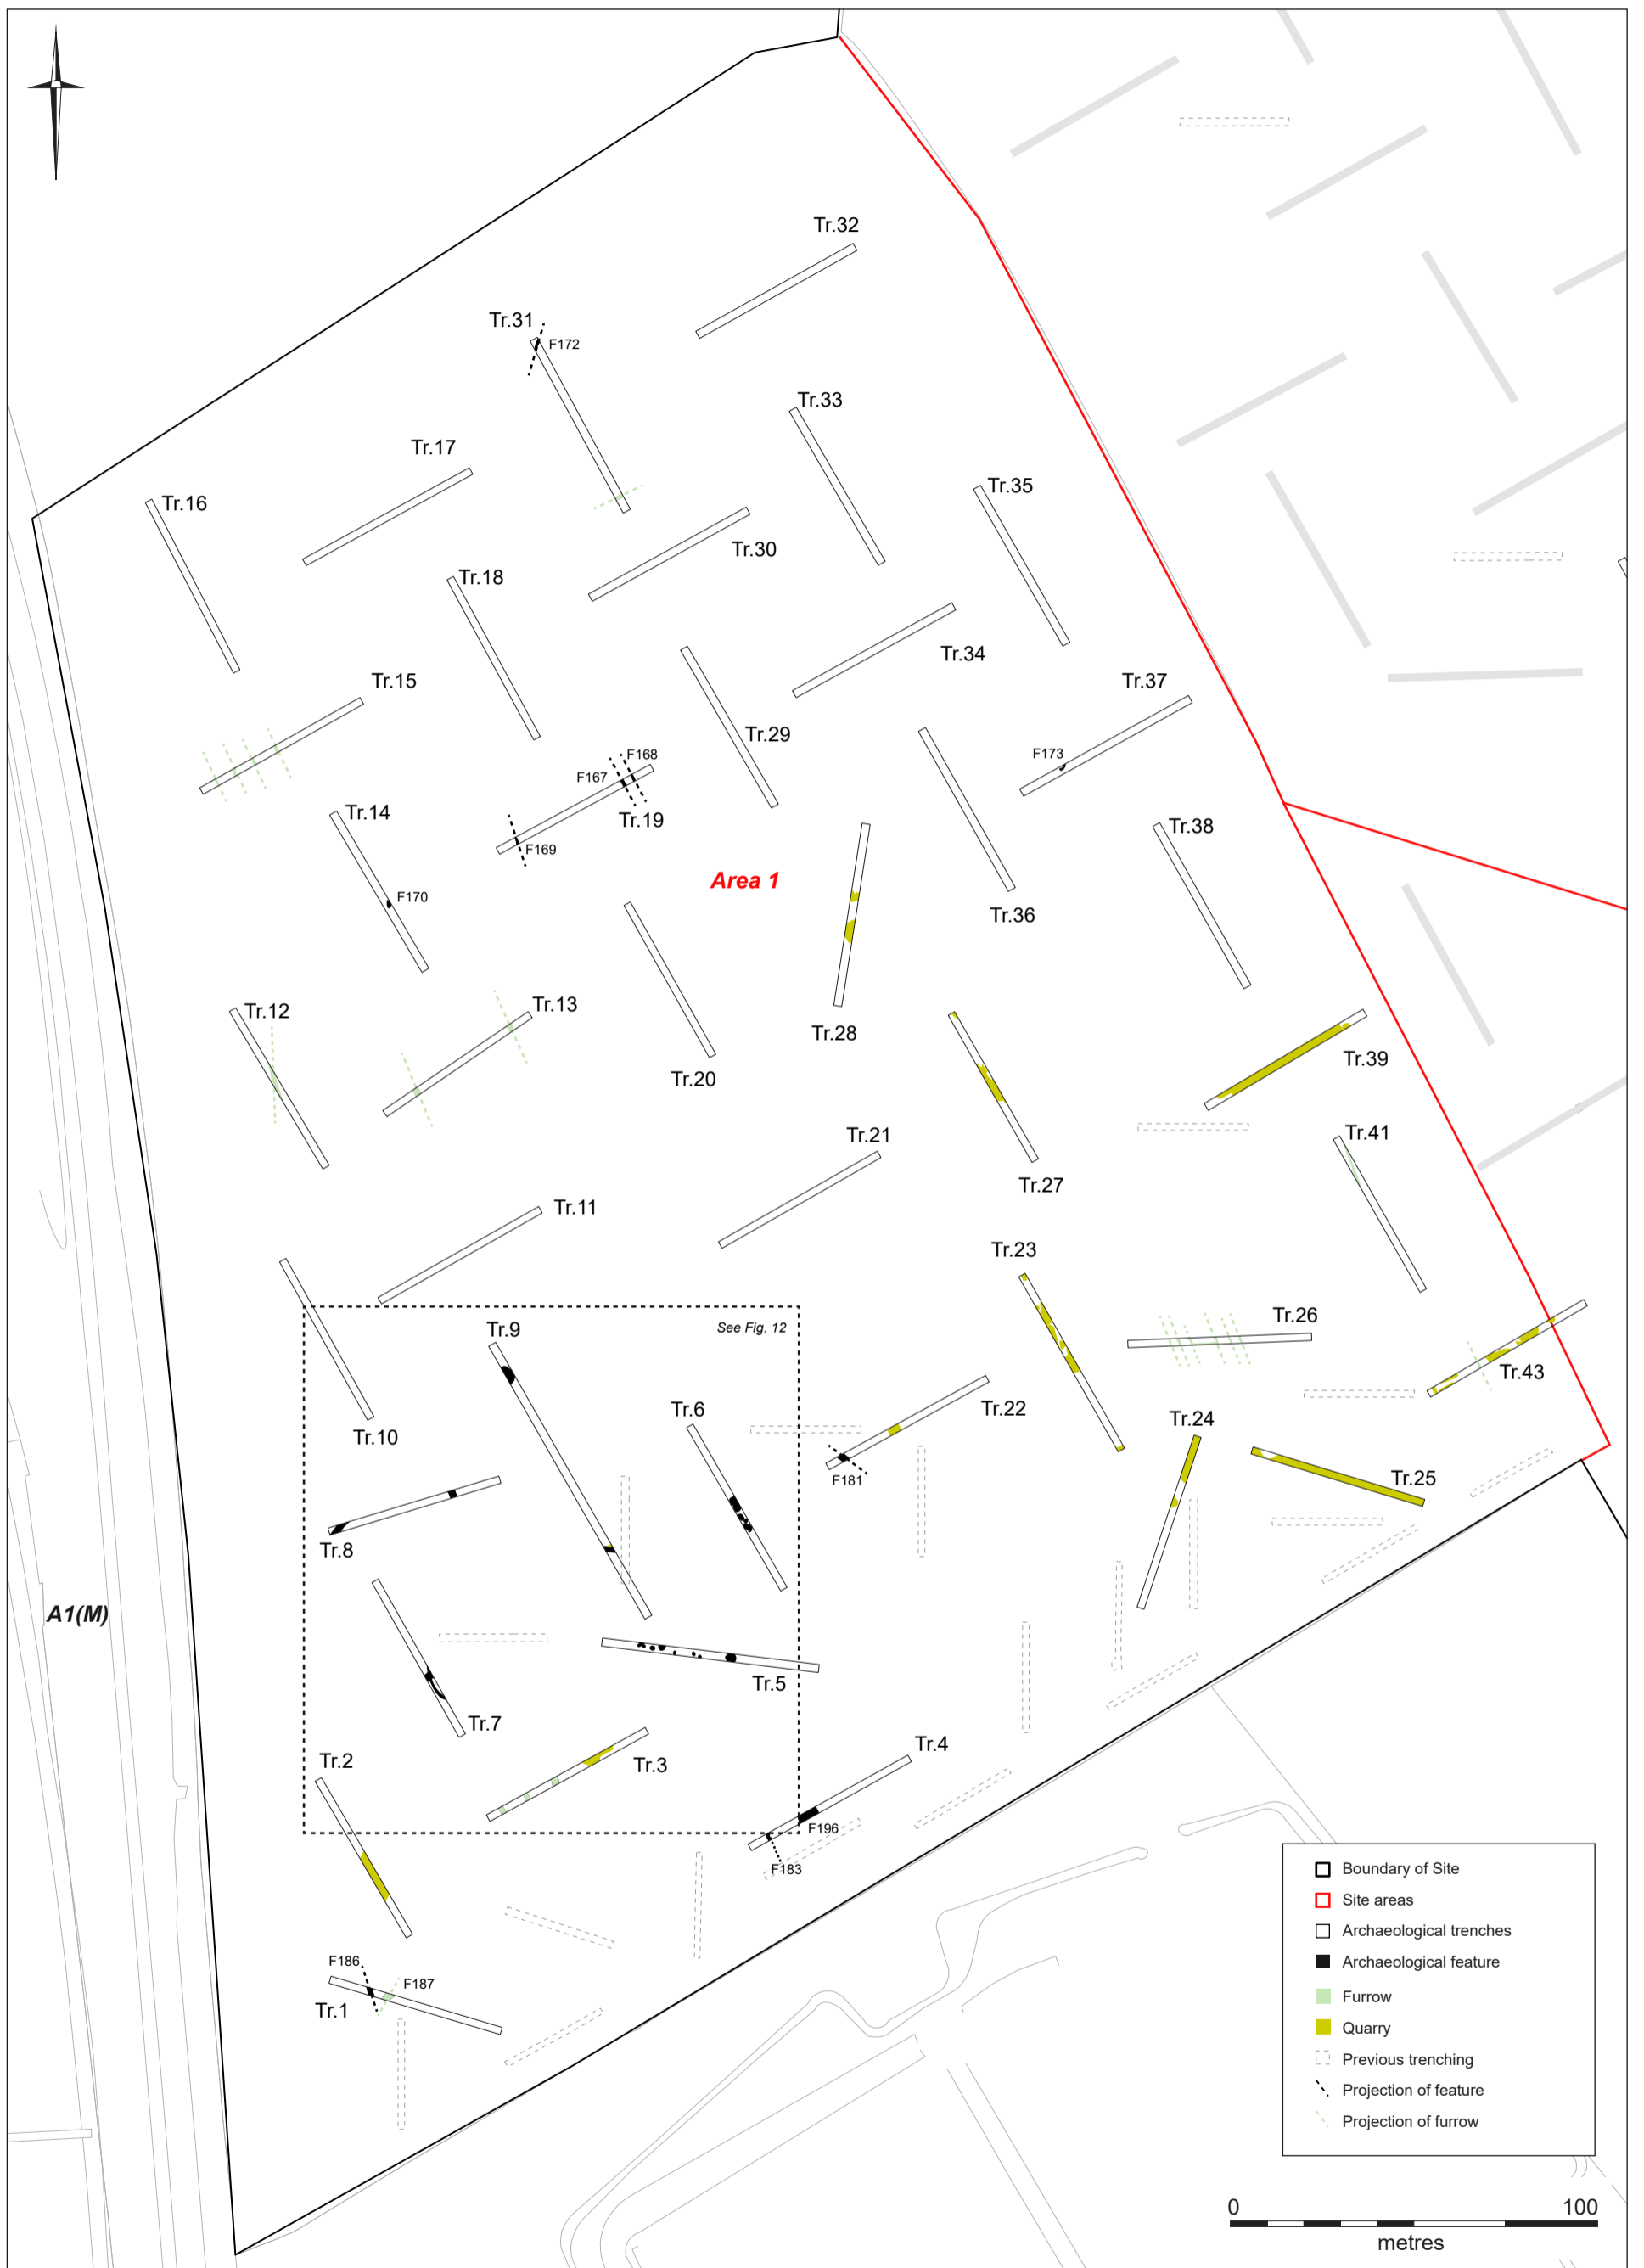 Tr.32
Tr.31
F172
Tr.33
Tr.17
Tr.35
Tr.16
Tr.30
Tr.18
Tr.34
Tr.15
Tr.37
Tr.29
F168
F173
F167
Tr.14
Tr.19
Tr.38
F169
Area 1
F170
Tr.36
Tr.13
Tr.12
Tr.28
Tr.39
Tr.20
Tr.41
Tr.21
Tr.27
Tr.11
Tr.23
Tr.26
See Fig. 12
Tr.9
Tr.43
Tr.22
Tr.6
Tr.24
Tr.10
F181
Tr.25
Tr.8
A1(M)
Tr.5
Tr.7
Tr.4
Tr.2
Tr.3
F196
F183
F186
F187
Tr.1
Boundary of Site
Site areas
Archaeological trenches
Archaeological feature
Furrow
Quarry
Previous trenching
Projection of feature
Projection of furrow
0 100
metres